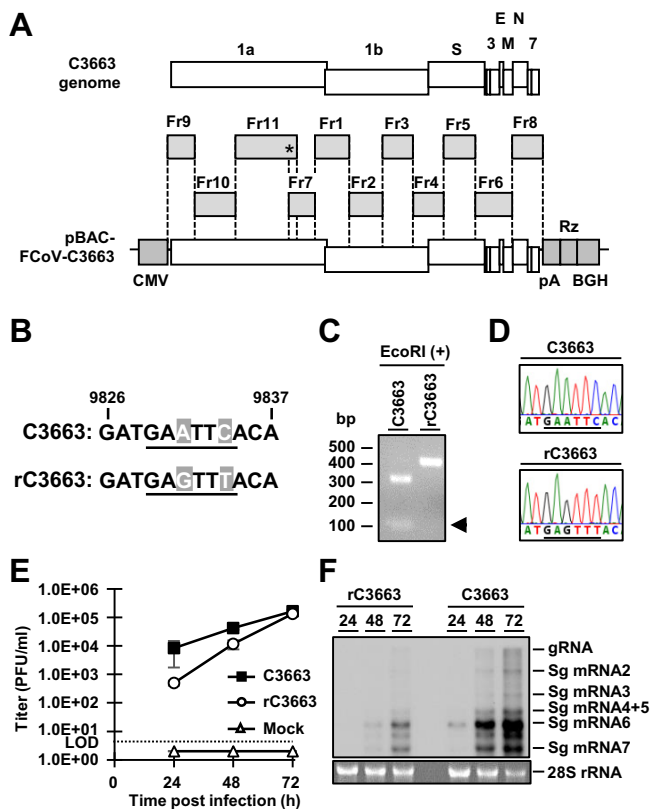 A
C3663 genome
1a
1b
S
3
E
M
N
7
Fr9
Fr11
*
Fr1
Fr3
Fr5
Fr8
Fr10
Fr7
Fr2
Fr4
Fr6
pBAC-FCoV-C3663
CMV
Rz
pA
BGH
B
9826
9837
C3663: GATGAATTCACA
rC3663: GATGAGTTTACA
C
EcoRI (+)
C3663
rC3663
bp
500
400
300
200
100
D
C3663
ATGAATTCAC
rC3663
ATGAGTTTAC
E
Titer (PFU/ml)
1.0E+06
1.0E+05
1.0E+04
1.0E+03
1.0E+02
1.0E+01
LOD
1.0E+00
C3663
rC3663
Mock
0 24 48 72
Time post infection (h)
F
rC3663
C3663
24 48 72
24 48 72
gRNA
Sg mRNA2
Sg mRNA3
Sg mRNA4+5
Sg mRNA6
Sg mRNA7
28S rRNA